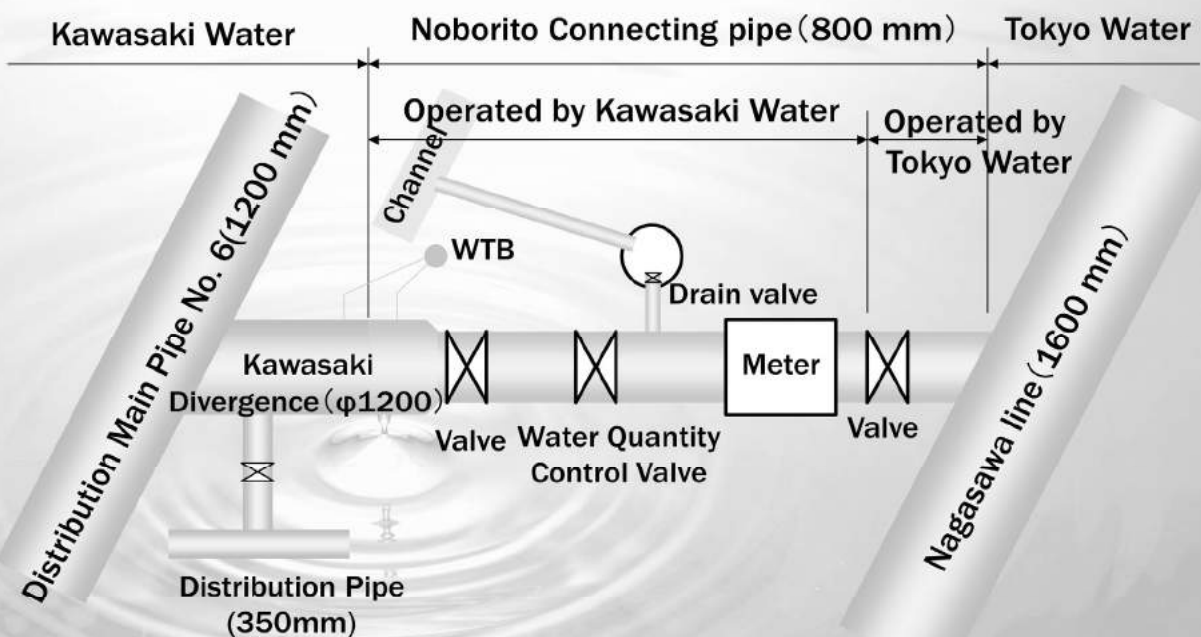 Kawasaki Water
Noborito Connecting pipe(800 mm)
Tokyo Water
Operated by Kawasaki Water
Operated by
Tokyo Water
Channel
WTB
Drain valve
Distribution Main Pipe No. 6(1200 mm)
Kawasaki
Divergence(φ1200)
Meter
Valve
Water Quantity
Control Valve
Valve
Nagasawa line(1600 mm)
Distribution Pipe
(350mm)